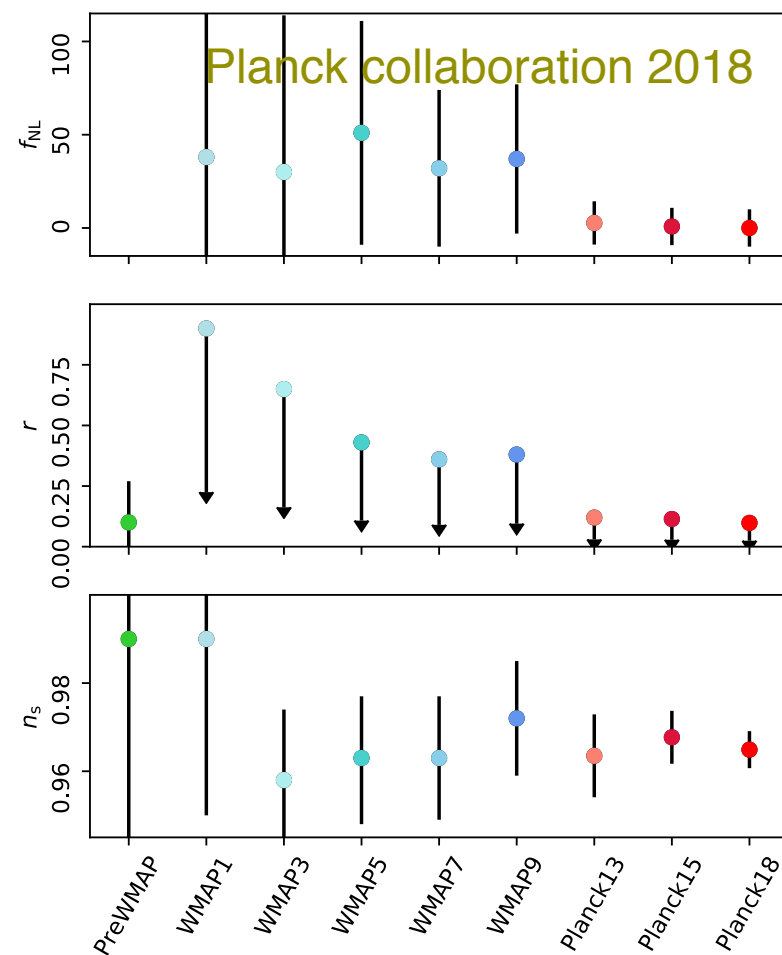 Planck collaboration 2018
100
50
0
f_NL
0.75
0.50
0.25
0.00
r
0.98
0.96
n_s
PreWMAP
WMAP1
WMAP3
WMAP5
WMAP7
WMAP9
Planck13
Planck15
Planck18